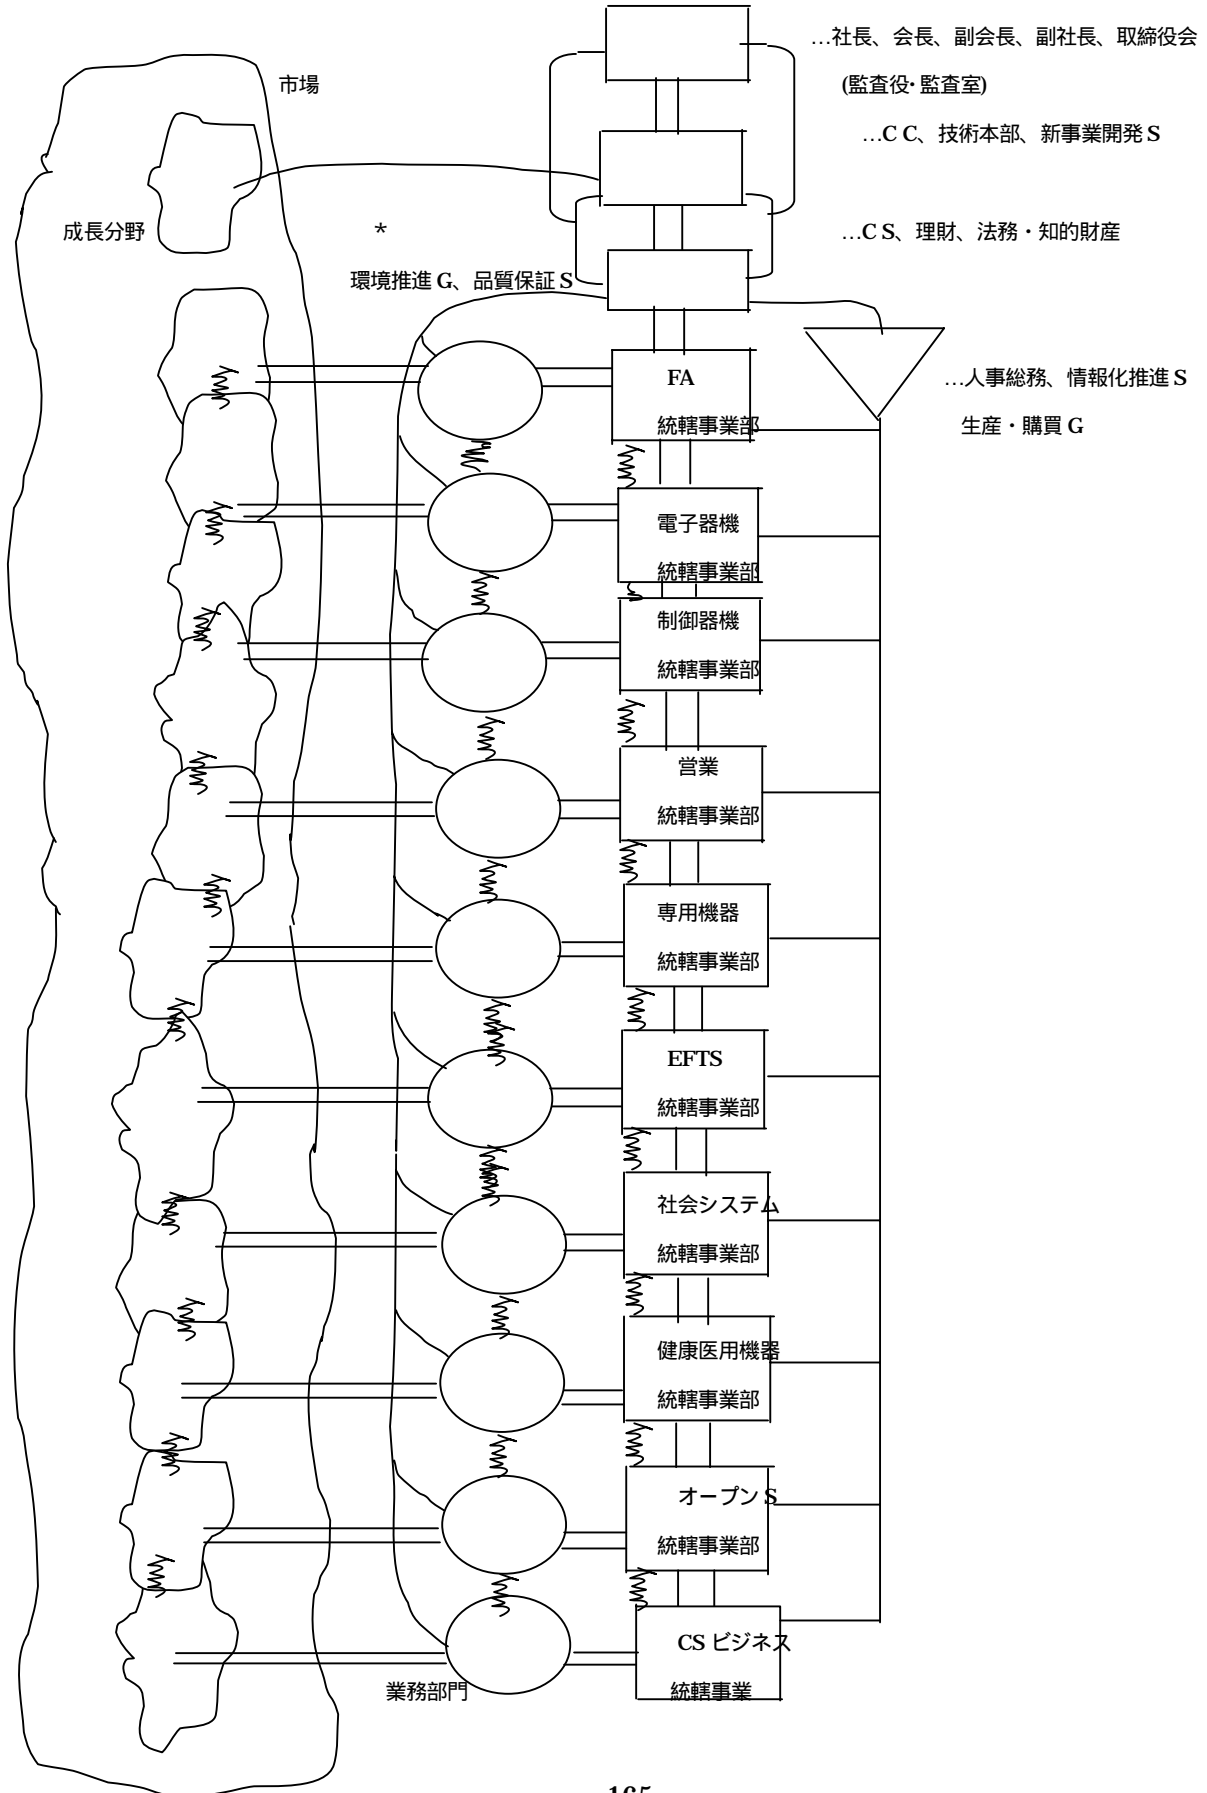 …社長、会長、副会長、副社長、取締役会
市場
(監査役・監査室)
…C C、技術本部、新事業開発 S
成長分野
*
…C S、理財、法務・知的財産
環境推進 G、品質保証 S
FA
…人事総務、情報化推進 S
統轄事業部
生産・購買 G
電子器機
統轄事業部
制御器機
統轄事業部
営業
統轄事業部
専用機器
統轄事業部
EFTS
統轄事業部
社会システム
統轄事業部
健康医用機器
統轄事業部
オープン S
統轄事業部
CS ビジネス
業務部門
統轄事業
165